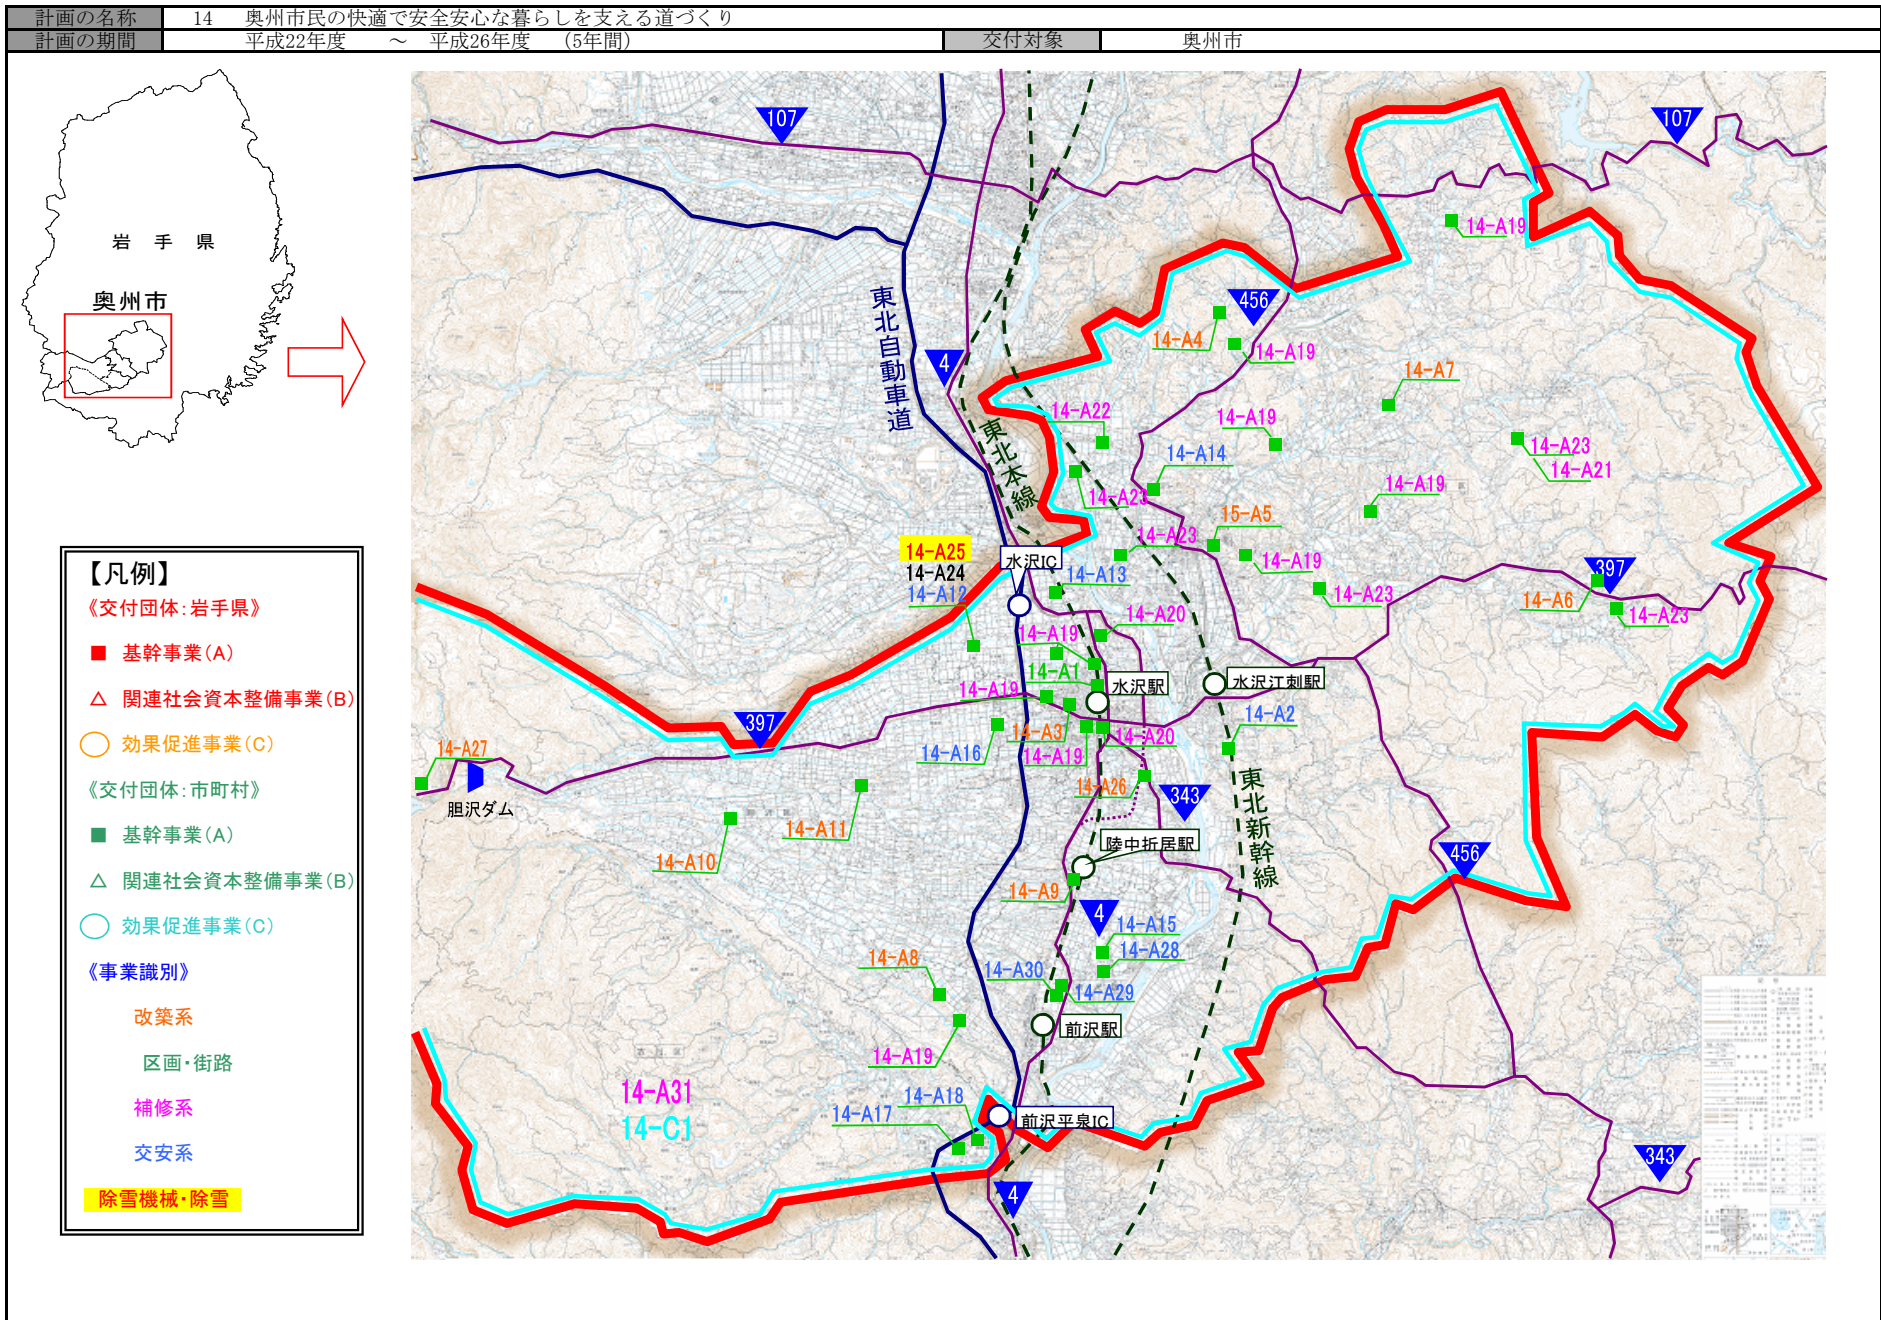 計画の名称 14 奥州市民の快適で安全安心な暮らしを支える道づくり
計画の期間 平成22年度 ～ 平成26年度 (5年間) 交付対象 奥州市
岩手県
奥州市
【凡例】
《交付団体：岩手県》
■ 基幹事業(A)
△ 関連社会資本整備事業(B)
○ 効果促進事業(C)
《交付団体：市町村》
■ 基幹事業(A)
△ 関連社会資本整備事業(B)
○ 効果促進事業(C)
《事業識別》
改築系
区画・街路
補修系
交安系
除雪機械・除雪
107
107
14-A19
456
14-A4
14-A19
東北自動車道
4
14-A7
14-A22
14-A19
東北本線
14-A14
14-A23
14-A21
14-A23
14-A19
15-A5
14-A23
14-A25
14-A24
14-A12
水沢IC
14-A13
14-A19
14-A23
397
14-A6
14-A23
14-A20
14-A19
14-A1
14-A19
水沢駅
水沢江刺駅
14-A2
14-A3
14-A20
14-A16
14-A19
397
14-A27
胆沢ダム
14-A26
343
東北新幹線
14-A11
14-A10
陸中折居駅
456
14-A9
4
14-A15
14-A28
14-A8
14-A30
14-A29
前沢駅
14-A19
14-A31
14-C1
14-A18
14-A17
前沢平泉IC
343
4